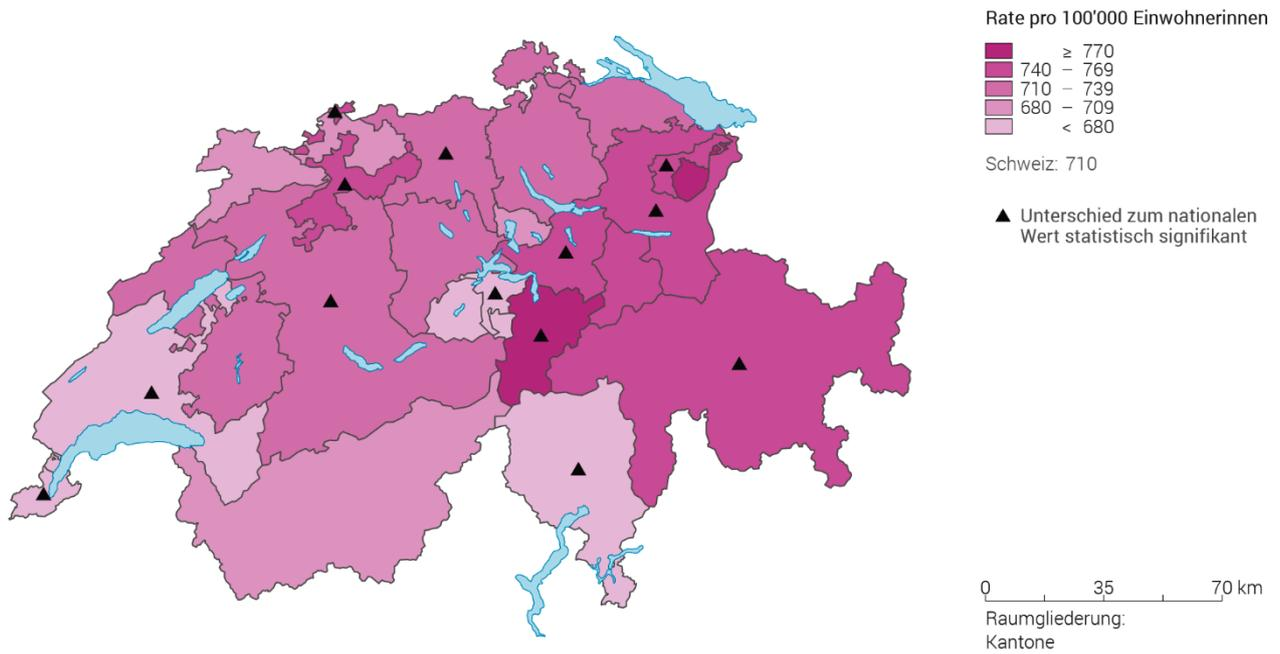 Rate pro 100'000 Einwohnerinnen
≥ 770
740 – 769
710 – 739
680 – 709
< 680
Schweiz: 710
Unterschied zum nationalen
Wert statistisch signifikant
0 35 70 km
Raumgliederung:
Kantone